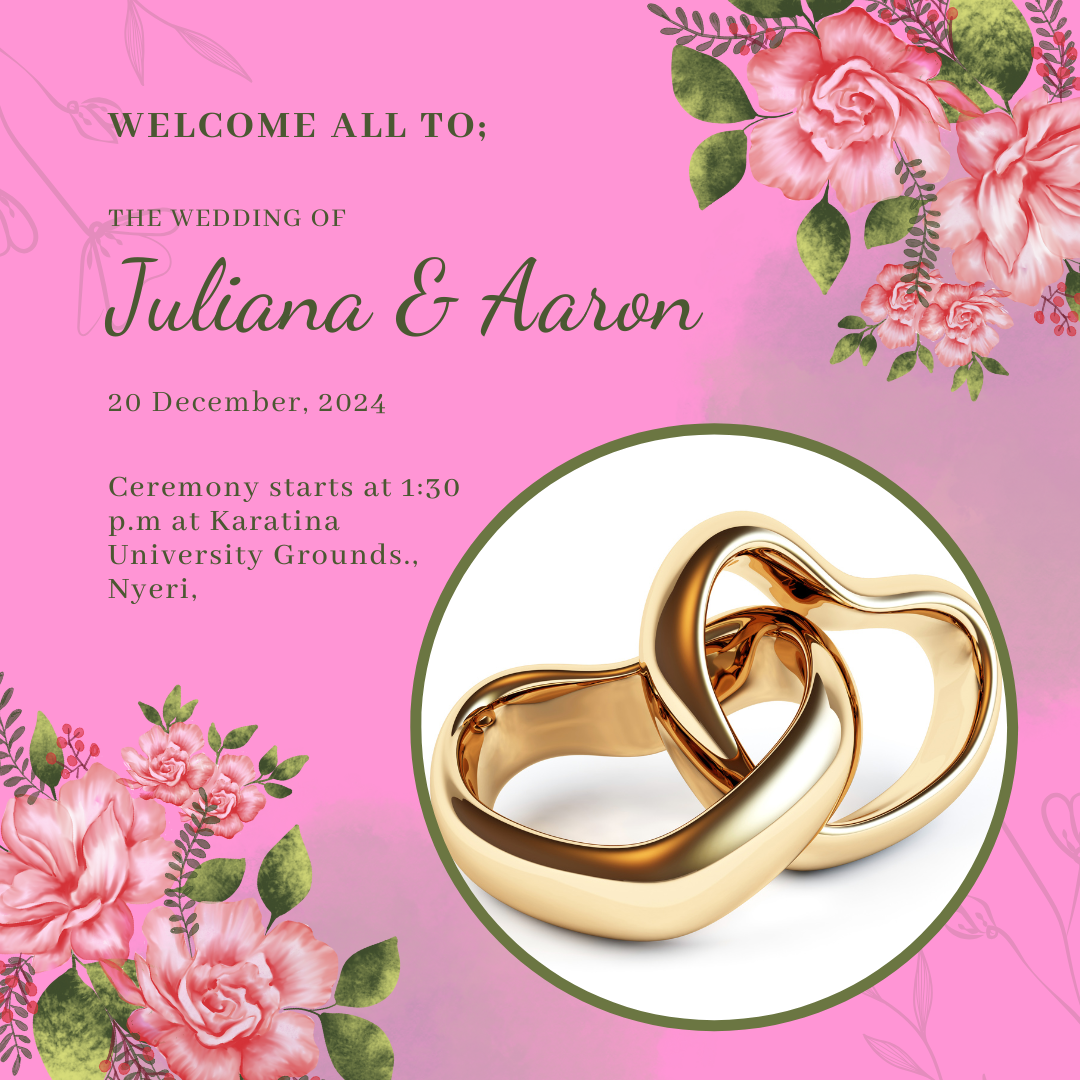 WELCOME ALL TO;
THE WEDDING OF
Juliana & Aaron
20 December, 2024
Ceremony starts at 1:30
p.m at Karatina
University Grounds.,
Nyeri,